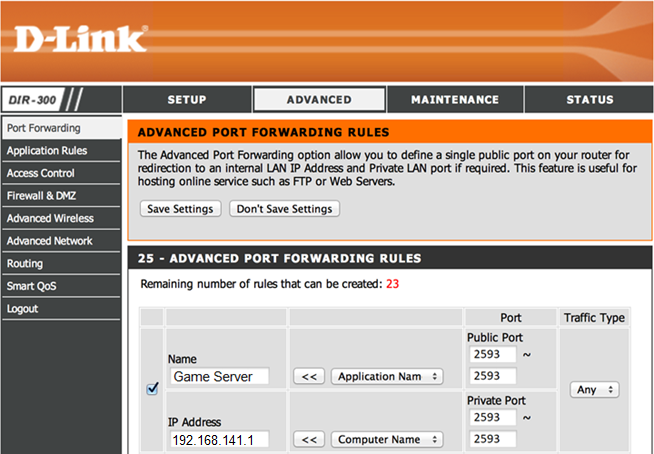 D-Link
DIR-300
SETUP
ADVANCED
MAINTENANCE
STATUS
Port Forwarding
Application Rules
Access Control
Firewall & DMZ
Advanced Wireless
Advanced Network
Routing
Smart QoS
Logout
ADVANCED PORT FORWARDING RULES
The Advanced Port Forwarding option allow you to define a single public port on your router for
redirection to an internal LAN IP Address and Private LAN port if required. This feature is useful for
hosting online service such as FTP or Web Servers.
Save Settings
Don't Save Settings
25 - ADVANCED PORT FORWARDING RULES
Remaining number of rules that can be created: 23
Port
Traffic Type
Name
Game Server
<<
Application Nam
Public Port
2593 ~
2593
Any
IP Address
192.168.141.1
<<
Computer Name
Private Port
2593 ~
2593